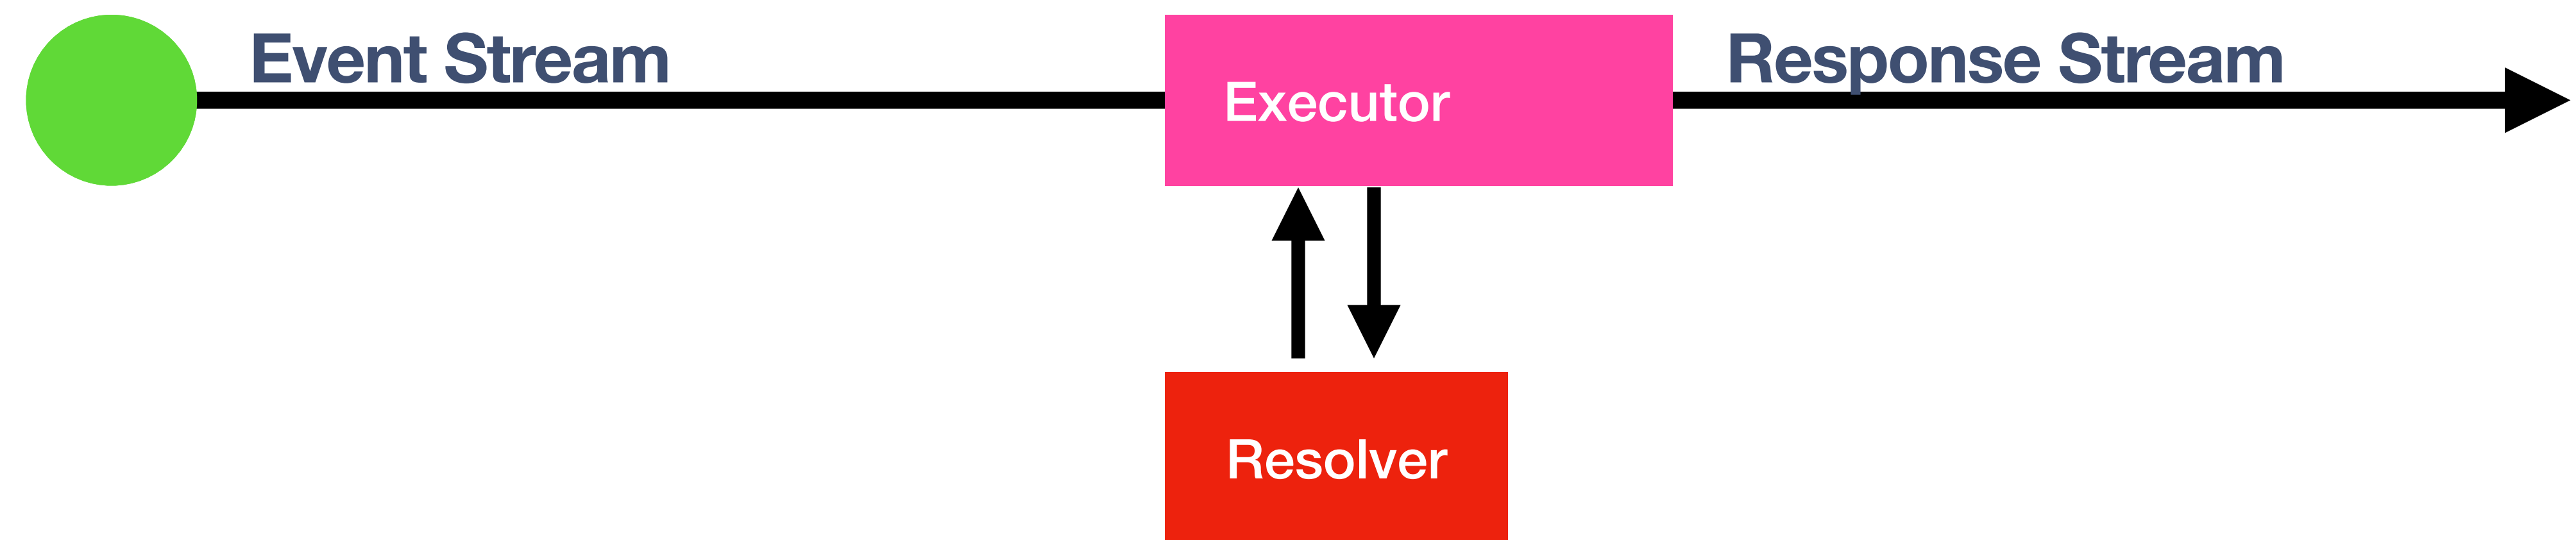 Event Stream
Executor
Response Stream
Resolver